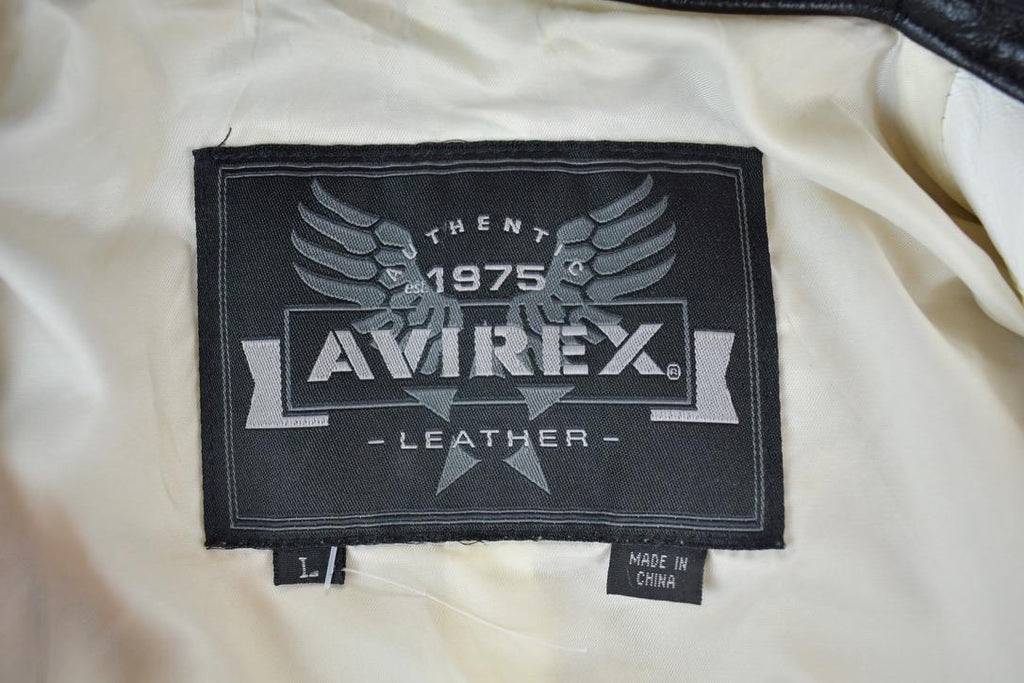 AUTHENTIC
est. 1975
AVIREX®
- LEATHER -
L
MADE IN
CHINA